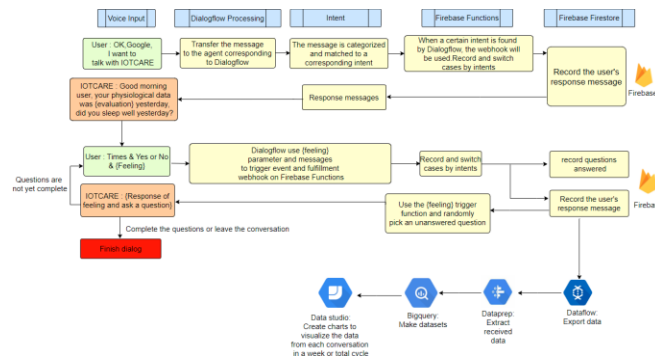 Voice Input
Dialogflow Processing
Intent
Firebase Functions
Firebase Firestore
User : OK,Google,
I want to
talk with IOTCARE
Transfer the message
to the agent corresponding
to Dialogflow
The message is categorized
and matched to a
corresponding intent
When a certain intent is found
by Dialogflow, the webhook will
be used.Record and switch
cases by intents
Record the user's
response message
Firebase
IOTCARE : Good morning
user, your physiological data
was {evaluation} yesterday,
did you sleep well yesterday?
Response messages
User : Times & Yes or No
& {Feeling}
Dialogflow use {feeling}
parameter and messages
to trigger event and fulfillment
webhook on Firebase Functions
Record and switch
cases by intents
record questions
answered
Questions are
not yet complete
IOTCARE : {Response of
feeling and ask a question}
Use the {feeling} trigger
function and randomly
pick an unanswered question
Record the user's
response message
Fireba
Complete the questions or leave the conversation
Finish dialog
Data studio:
Create charts to
visualize the data
from each conversation
in a week or total cycle
Bigquery:
Make datasets
Dataprep:
Extract
received
data
Dataflow:
Export data